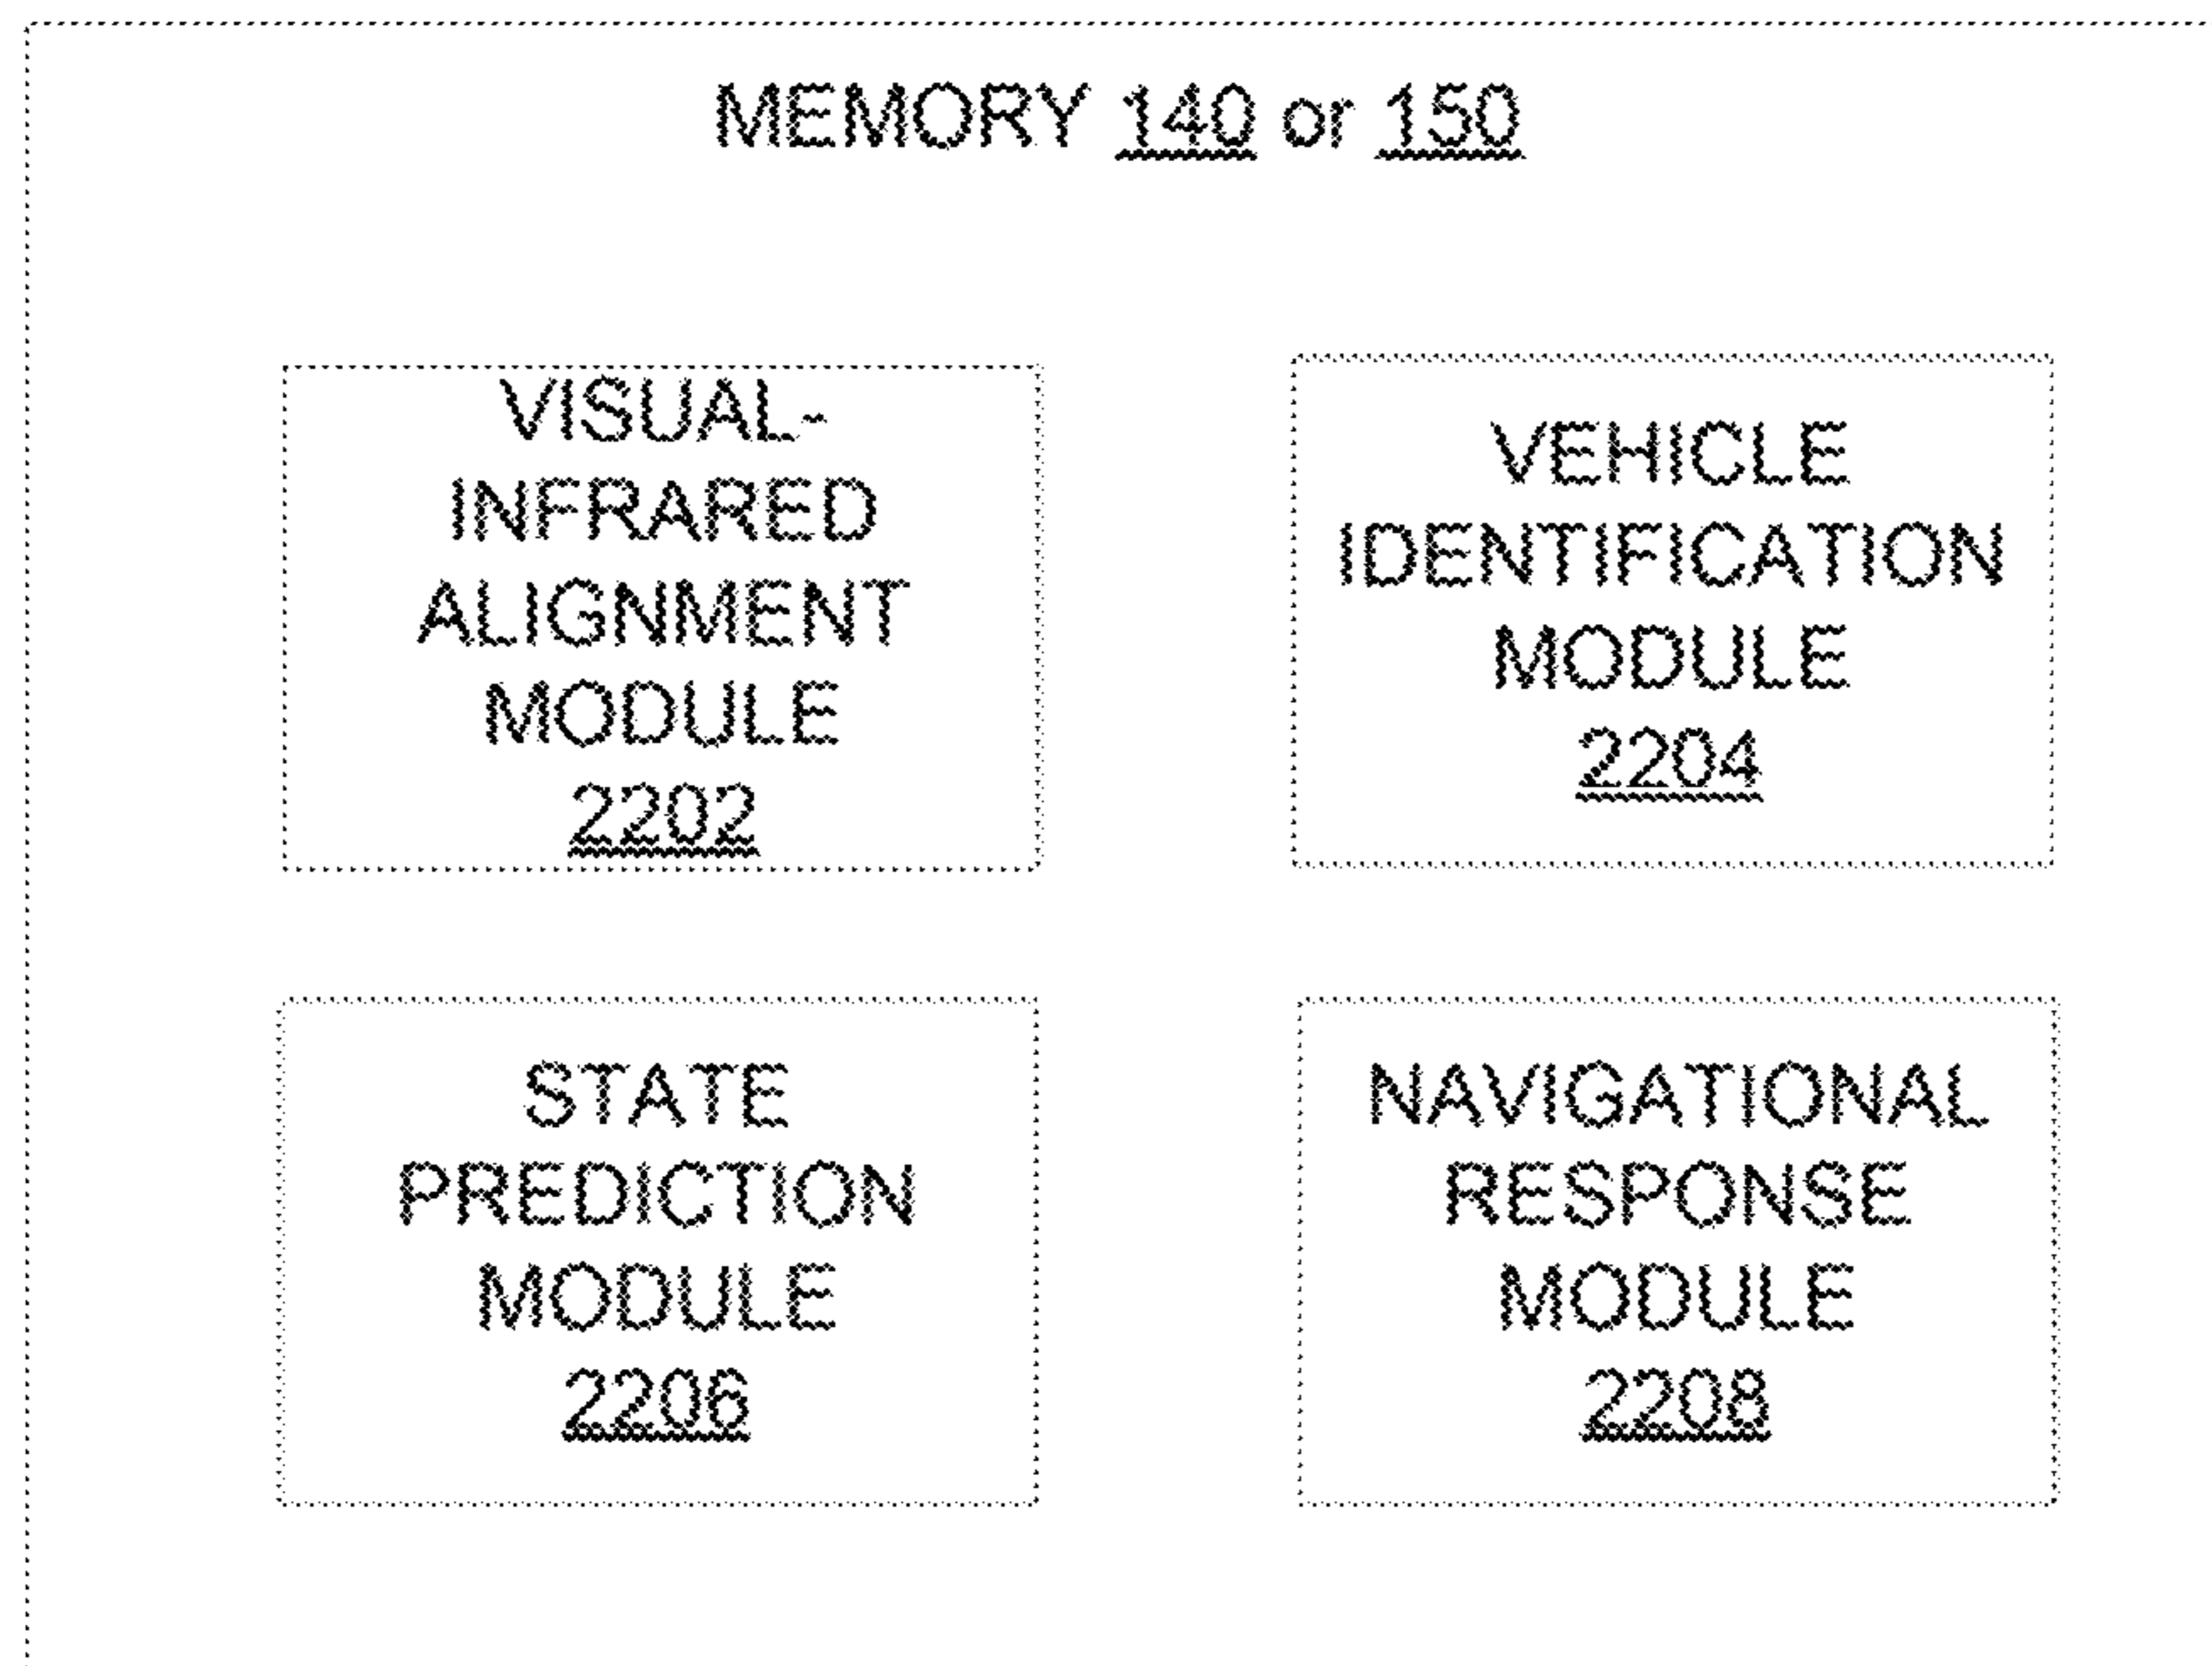 MEMORY 140 or 150
VISUAL-
INFRARED
ALIGNMENT
MODULE
2202
VEHICLE
IDENTIFICATION
MODULE
2204
STATE
PREDICTION
MODULE
2206
NAVIGATIONAL
RESPONSE
MODULE
2208